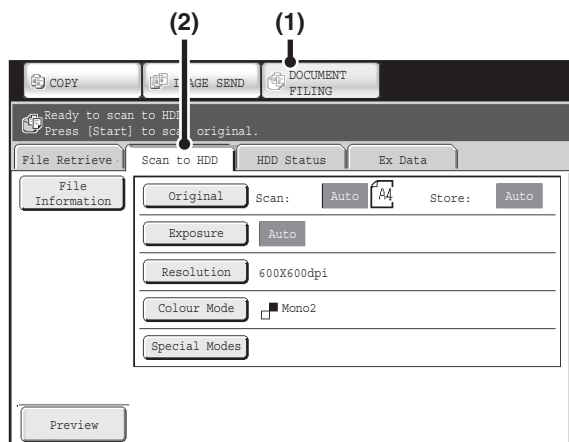 (2) (1)
COPY IMAGE SEND DOCUMENT
FILING
Ready to scan to HDD.
Press [Start] to scan original.
File Retrieve Scan to HDD HDD Status Ex Data
File
Information
Original Scan: Auto A4 Store: Auto
Exposure Auto
Resolution 600X600dpi
Colour Mode Mono2
Special Modes
Preview